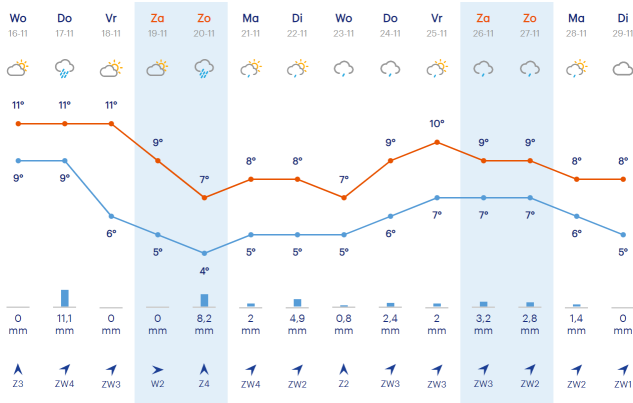 Wo Do Vr Za Zo Ma Di Wo Do Vr Za Zo Ma Di
16-11 17-11 18-11 19-11 20-11 21-11 22-11 23-11 24-11 25-11 26-11 27-11 28-11 29-11
11° 11° 11° 9° 7° 8° 8° 7° 9° 10° 9° 9° 8° 8°
9° 9° 6° 5° 4° 5° 5° 5° 6° 7° 7° 7° 6° 5°
0 11,1 0 0 8,2 2 4,9 0,8 2,4 2 3,2 2,8 1,4 0
mm mm mm mm mm mm mm mm mm mm mm mm mm mm
Z3 ZW4 ZW3 W2 Z4 ZW4 ZW2 Z2 ZW3 ZW3 ZW3 ZW2 ZW2 ZW1